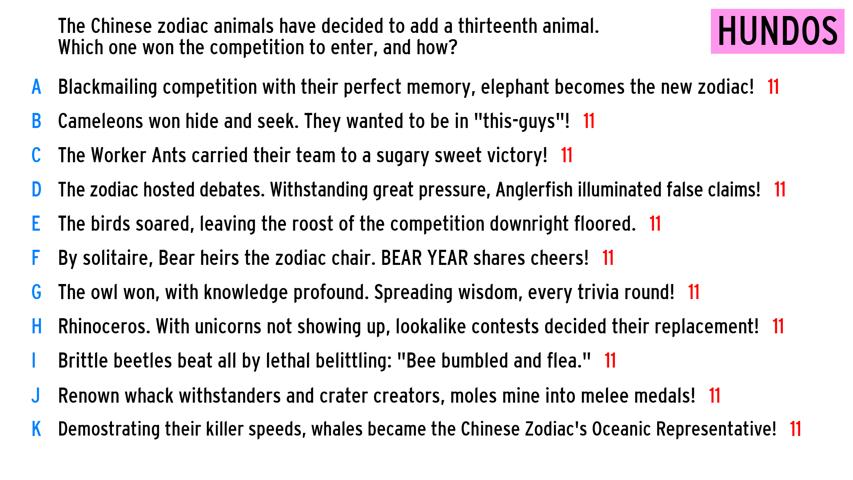 The Chinese zodiac animals have decided to add a thirteenth animal.
Which one won the competition to enter, and how?
HUNDOS
A Blackmailing competition with their perfect memory, elephant becomes the new zodiac! 11
B Cameleons won hide and seek. They wanted to be in "this-guys"! 11
C The Worker Ants carried their team to a sugary sweet victory! 11
D The zodiac hosted debates. Withstanding great pressure, Anglerfish illuminated false claims! 11
E The birds soared, leaving the roost of the competition downright floored. 11
F By solitaire, Bear heirs the zodiac chair. BEAR YEAR shares cheers! 11
G The owl won, with knowledge profound. Spreading wisdom, every trivia round! 11
H Rhinoceros. With unicorns not showing up, lookalike contests decided their replacement! 11
I Brittle beetles beat all by lethal belittling: "Bee bumbled and flea." 11
J Renown whack withstanders and crater creators, moles mine into melee medals! 11
K Demostrating their killer speeds, whales became the Chinese Zodiac's Oceanic Representative! 11